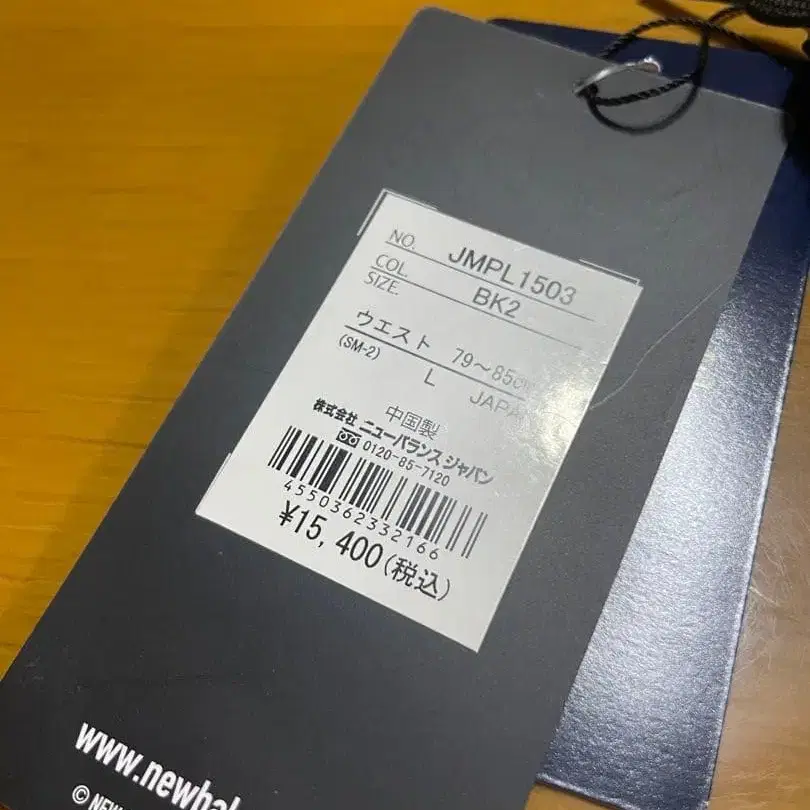 NO. JMPL1503
COL. BK2
SIZE.
ウエスト 79~85cm
(SM-2) L JAPA
中国製
株式会社 ニューバランス ジャパン
0120-85-7120
4550362332166
¥15,400(税込)
www.newbal
© NEW